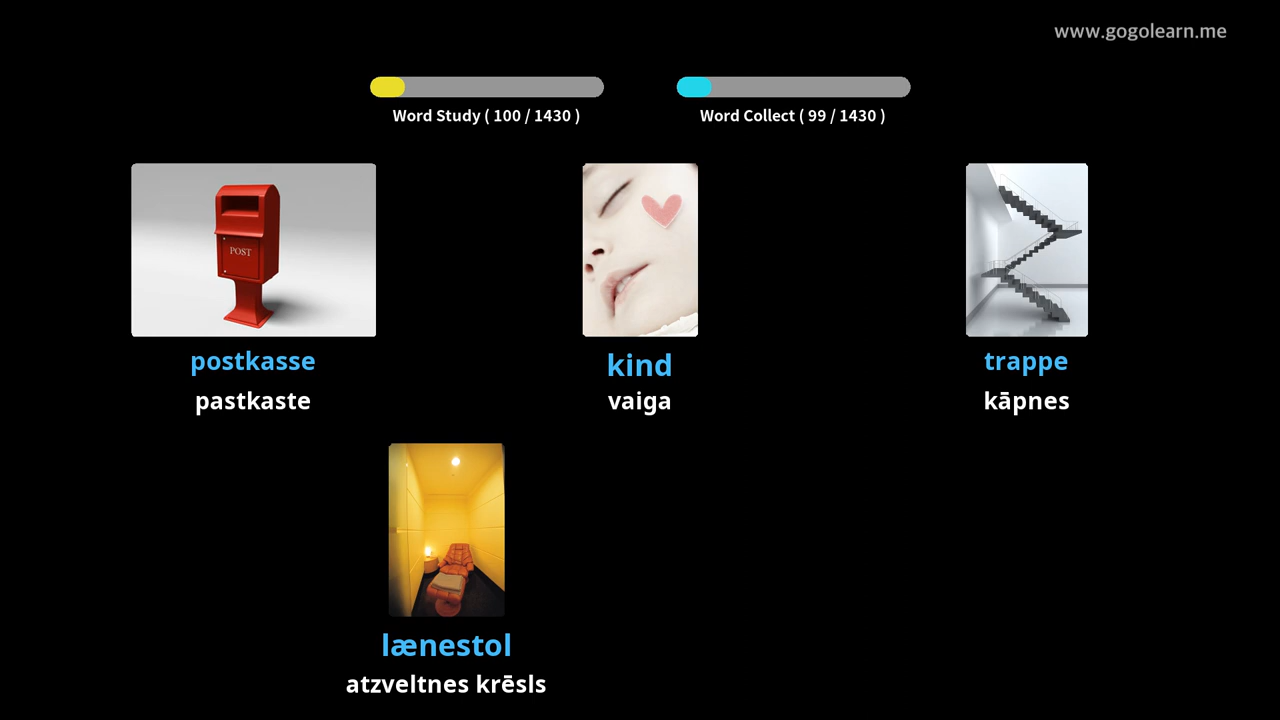 www.gogolearn.me
Word Study ( 100 / 1430 )
Word Collect ( 99 / 1430 )
POST
postkasse
pastkaste
kind
vaiga
trappe
kāpnes
lænestol
atzveltnes krēsls